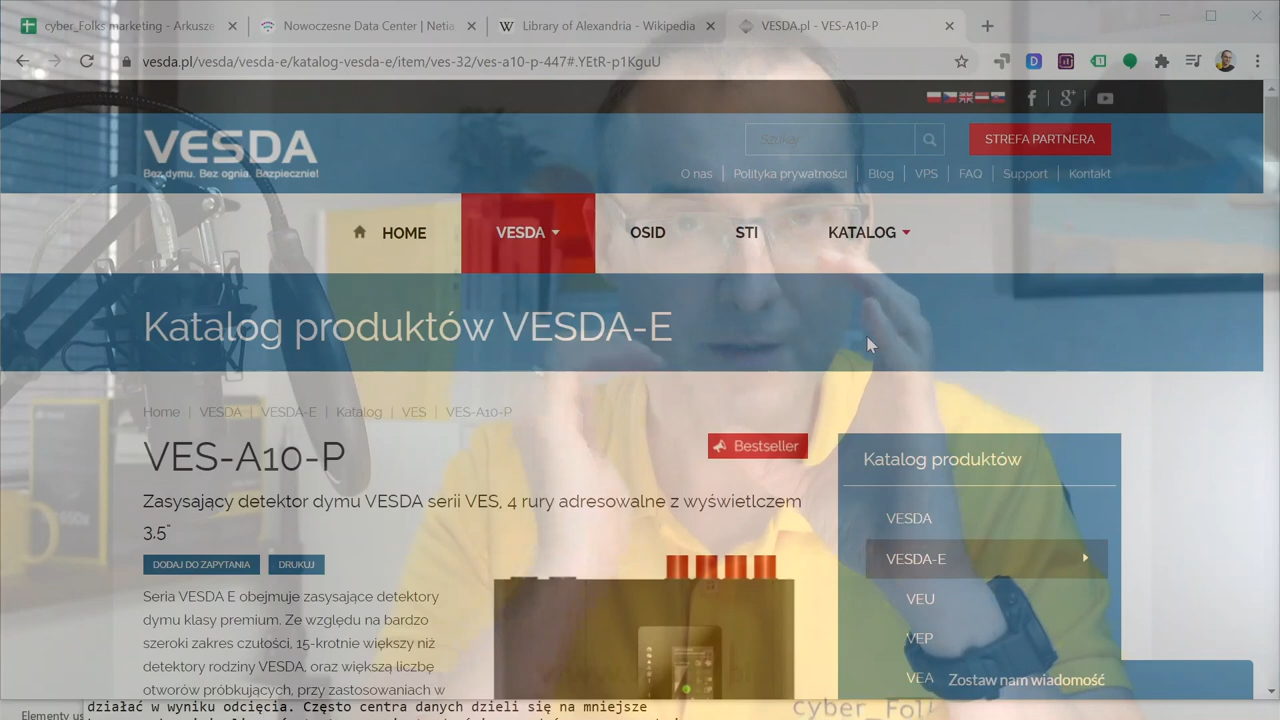 cyber_Folks marketing - Arkusze
Nowoczesne Data Center | Netia
Library of Alexandria - Wikipedia
VESDA.pl - VES-A10-P
vesda.pl/vesda/vesda-e/katalog-vesda-e/item/ves-32/ves-a10-p-447#.YEtR-p1KguU
VESDA
Bez dymu. Bez ognia. Bezpiecznie!
Szukaj
STREFA PARTNERA
O nas | Polityka prywatności | Blog | VPS | FAQ | Support | Kontakt
HOME VESDA OSID STI KATALOG
Katalog produktów VESDA-E
Home | VESDA | VESDA-E | Katalog | VES | VES-A10-P
VES-A10-P
Bestseller
Zasysający detektor dymu VESDA serii VES, 4 rury adresowalne z wyświetlczem
3,5"
DODAJ DO ZAPYTANIA DRUKUJ
Seria VESDA E obejmuje zasysające detektory
dymu klasy premium. Ze względu na bardzo
szeroki zakres czułości, 15-krotnie większy niż
detektory rodziny VESDA, oraz większą liczbę
otworów próbkujących, przy zastosowaniach w
Katalog produktów
VESDA
VESDA-E
VEU
VEP
VEA
Zostaw nam wiadomość
Elementy us
działać w wyniku odcięcia. Często centra danych dzieli się na mniejsze
cyber_Fol